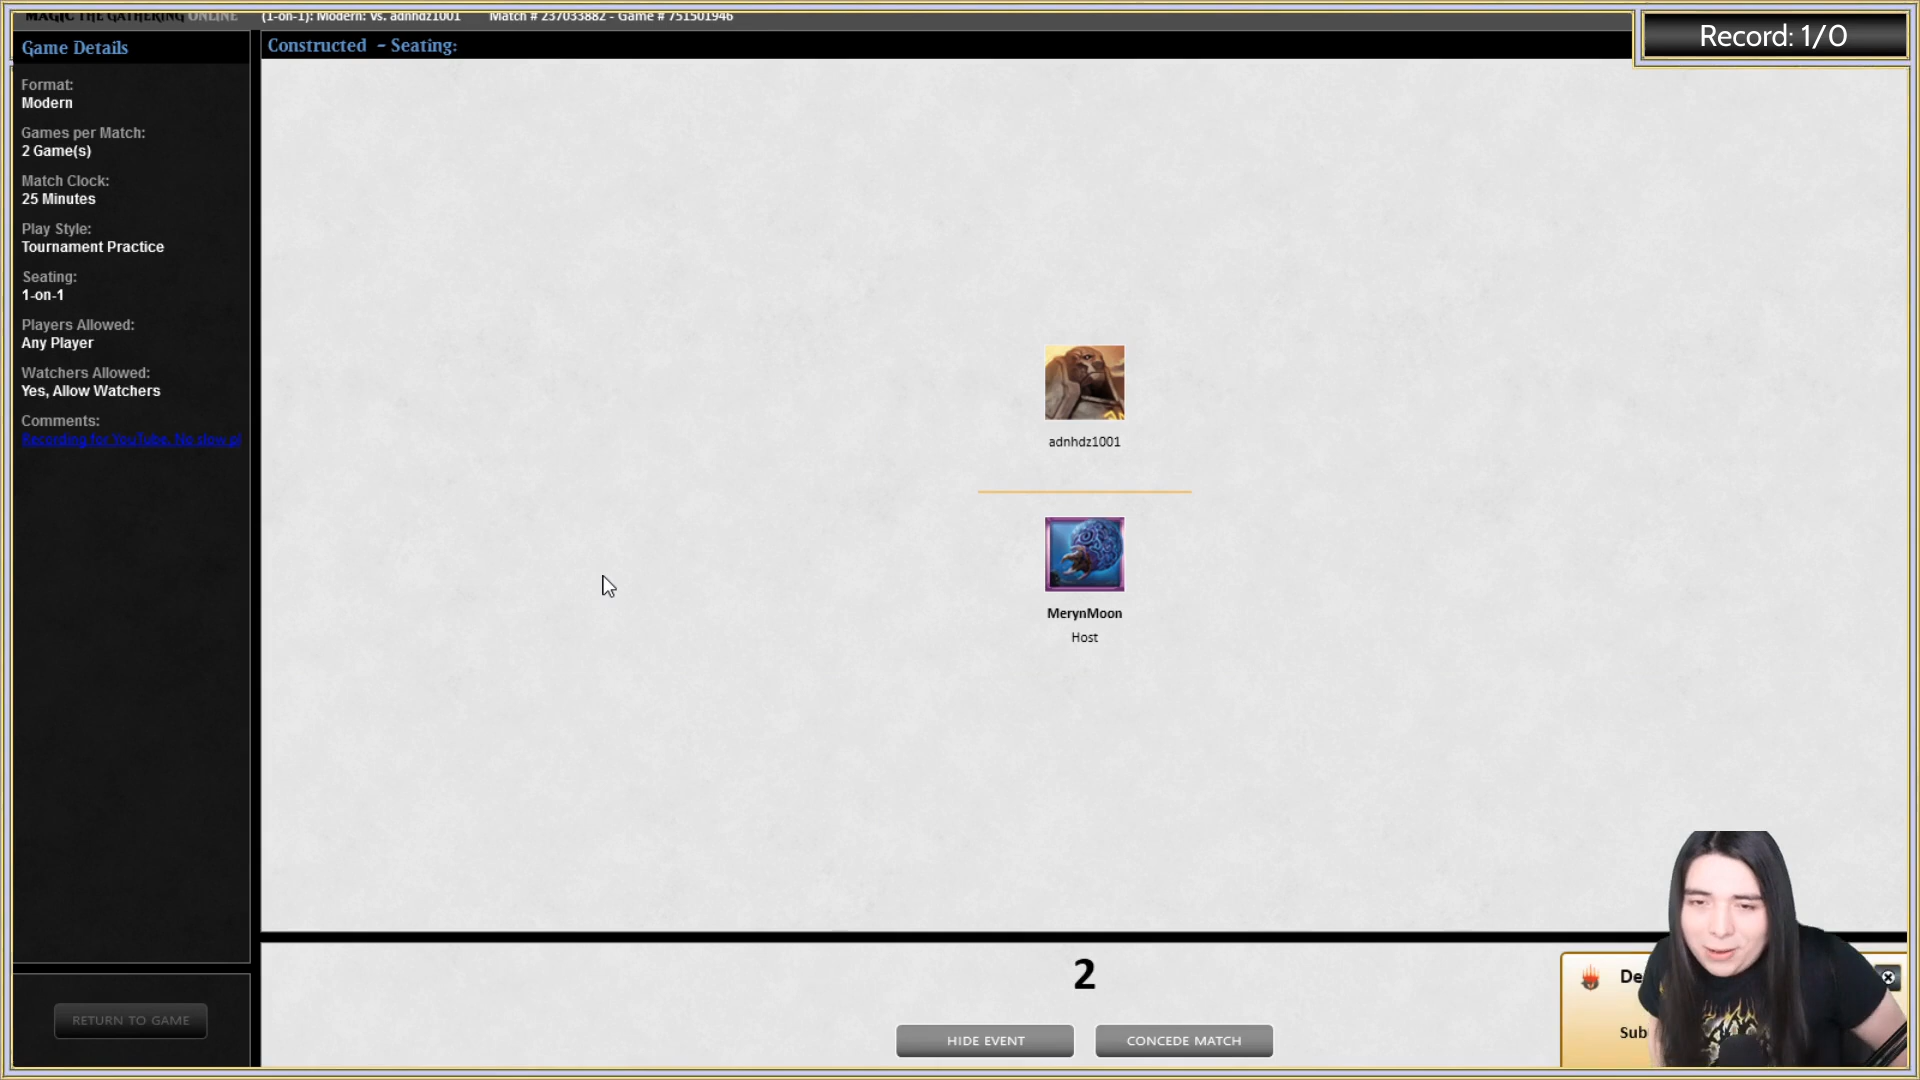 MAGIC THE GATHERING ONLINE
(1-on-1): Modern: Vs. adnhdz1001 Match # 237033882 - Game # 751501946
Record: 1/0
Game Details
Constructed - Seating:
Format:
Modern
Games per Match:
2 Game(s)
Match Clock:
25 Minutes
Play Style:
Tournament Practice
Seating:
1-on-1
Players Allowed:
Any Player
Watchers Allowed:
Yes, Allow Watchers
Comments:
Recording for YouTube. No slow pl
adnhdz1001
MerynMoon
Host
2
RETURN TO GAME
HIDE EVENT
CONCEDE MATCH
De
Sub